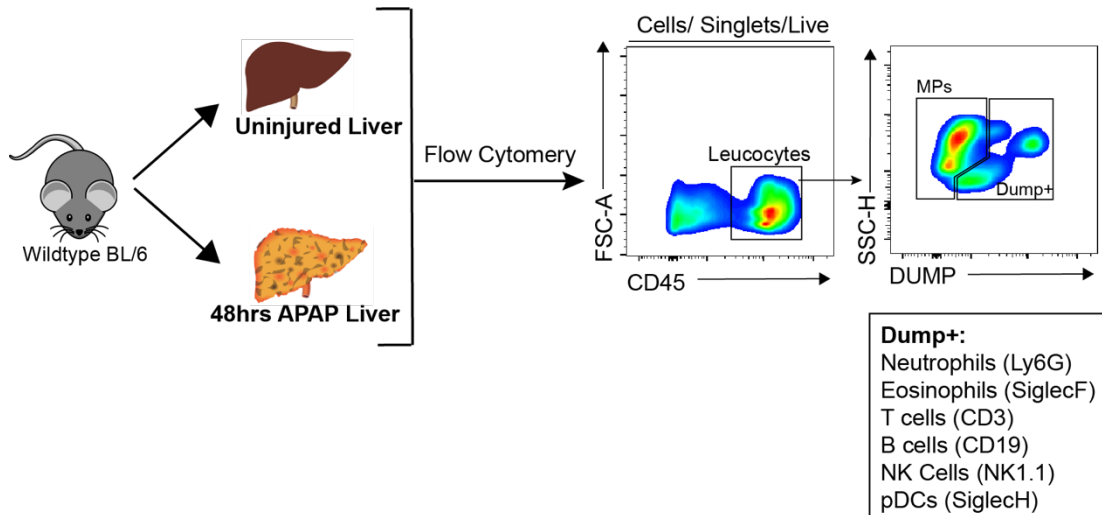 Uninjured Liver
Wildtype BL/6
48hrs APAP Liver
Flow Cytomery
Cells/ Singlets/Live
Leucocytes
FSC-A
CD45
MPs
Dump+
SSC-H
DUMP
Dump+:
Neutrophils (Ly6G)
Eosinophils (SiglecF)
T cells (CD3)
B cells (CD19)
NK Cells (NK1.1)
pDCs (SiglecH)